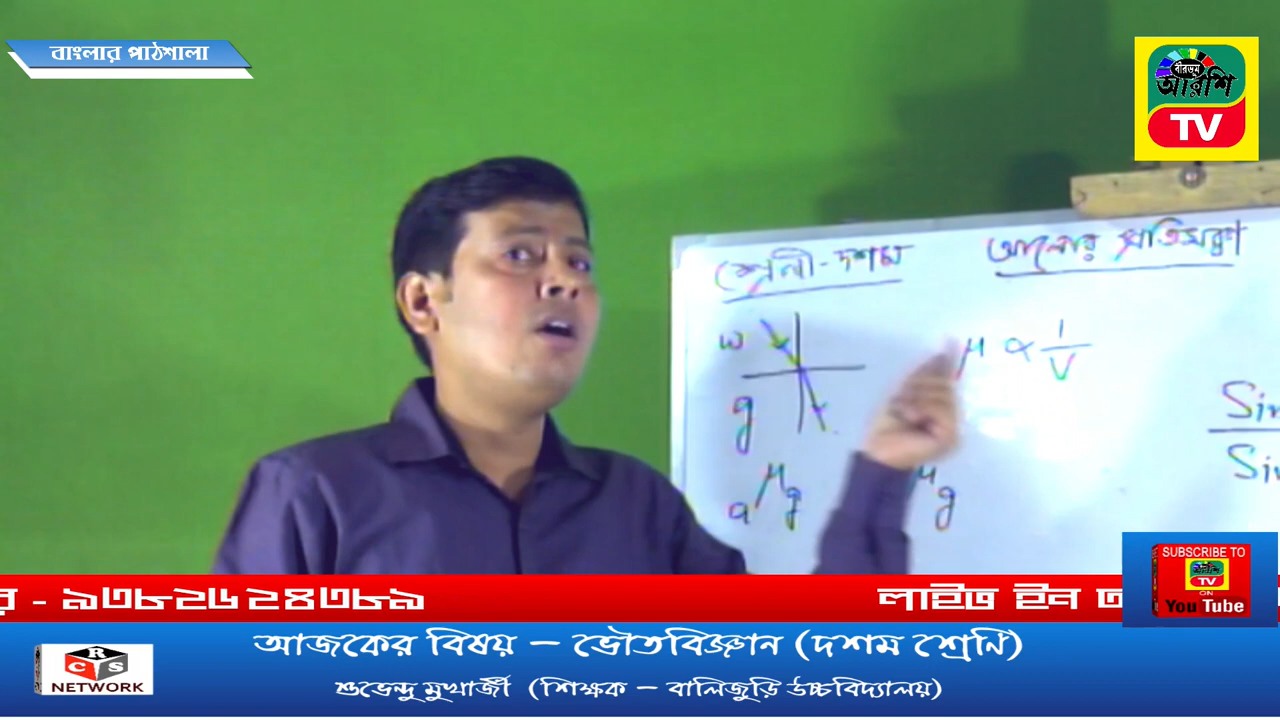 বাংলার পাঠশালা
বীরভূম
আরশি
TV
শ্রেণী - দশম
আলোর প্রতিসরণ
w
g
μ ∝ 1/V
a μ g
μ g
Sin
Sin
র - ৯৩৮২৬২৪৩৮৯
লাইভ ইন
SUBSCRIBE TO
TV
ON
YouTube
আজকের বিষয় – ভৌতবিজ্ঞান (দশম শ্রেনি)
শুভেন্দু মুখার্জী (শিক্ষক – বালিজুড়ি উচ্চবিদ্যালয়)
RCS
NETWORK